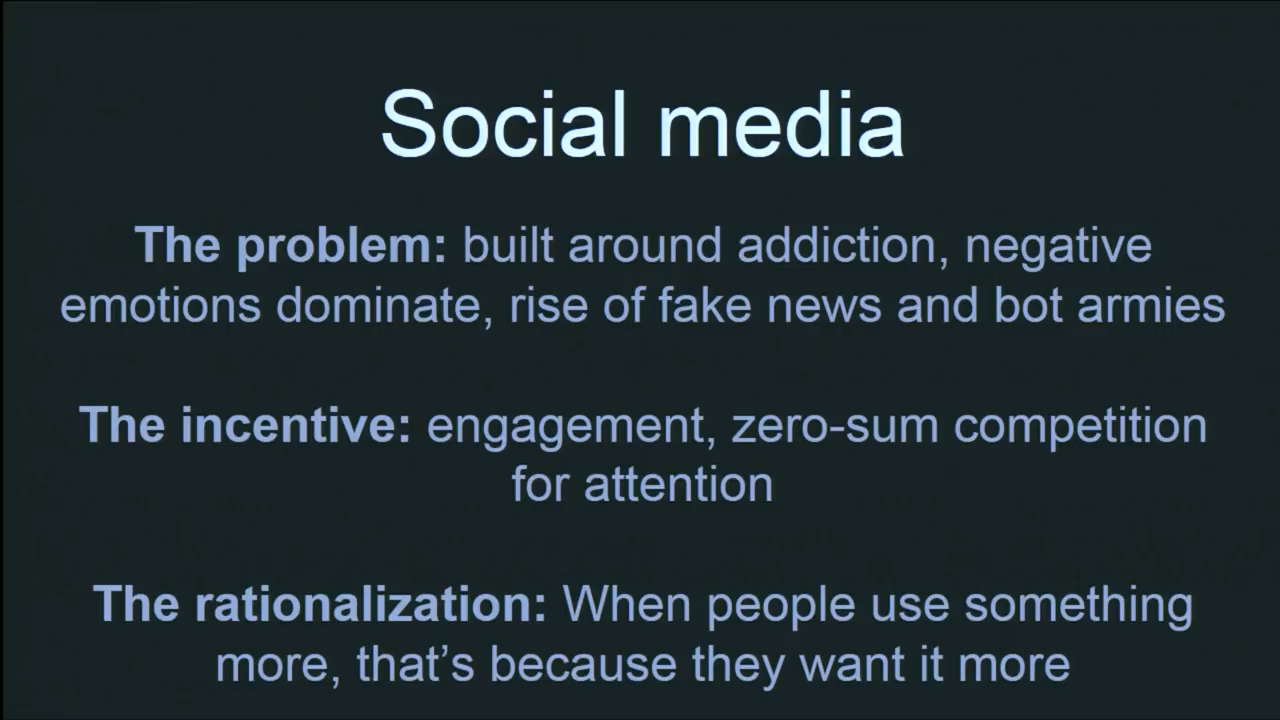 Social media
The problem: built around addiction, negative
emotions dominate, rise of fake news and bot armies
The incentive: engagement, zero-sum competition
for attention
The rationalization: When people use something
more, that’s because they want it more